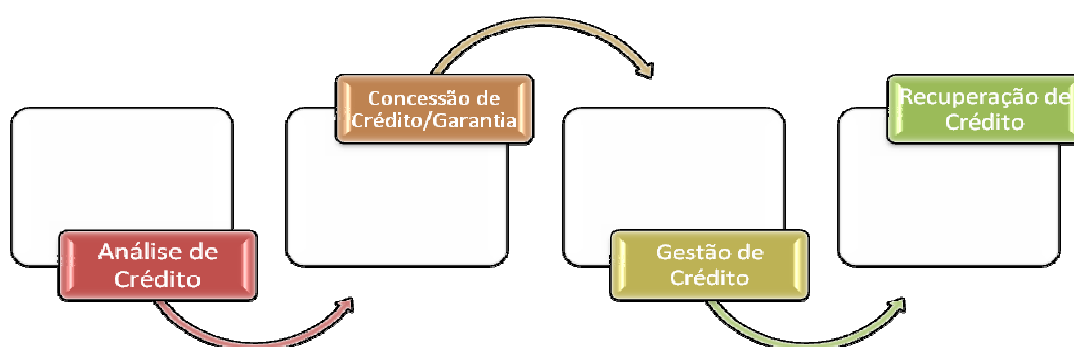 Análise de
Crédito
Concessão de
Crédito/Garantia
Gestão de
Crédito
Recuperação de
Crédito